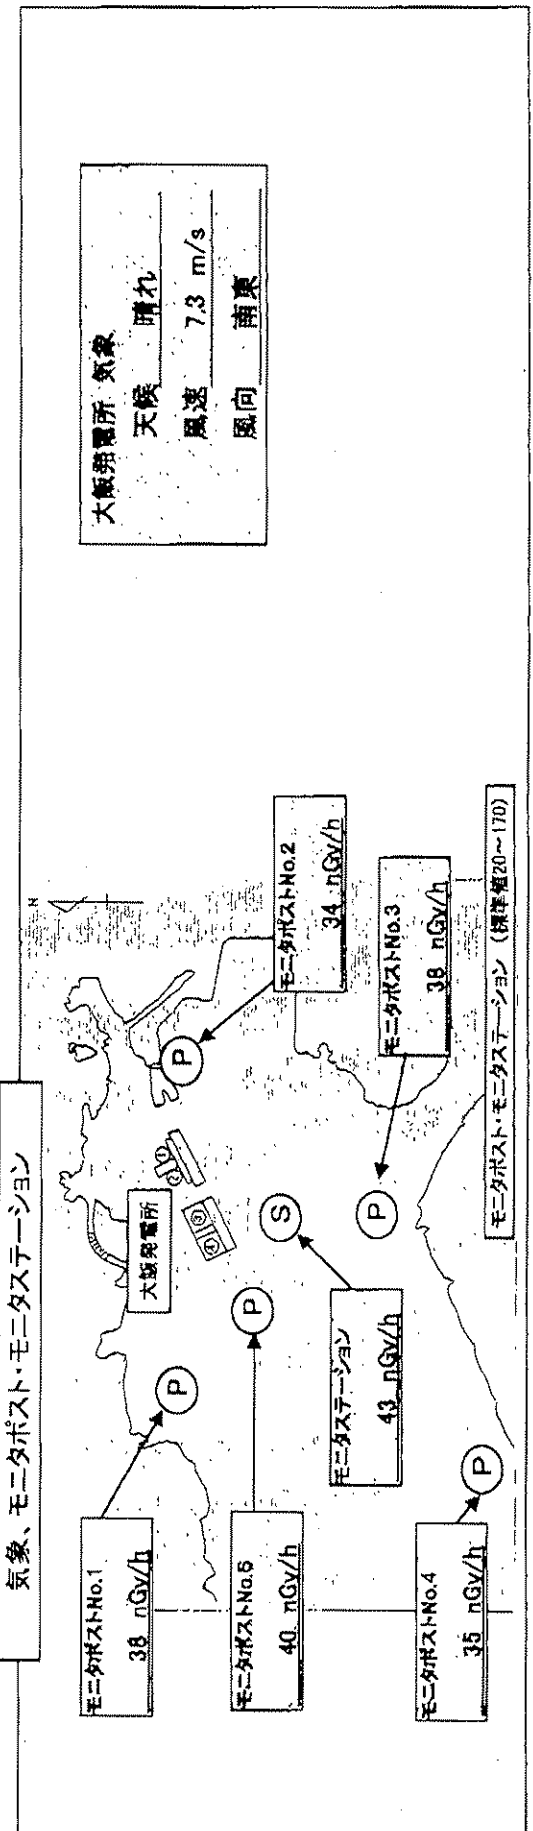 気象、モニタポスト・モニタステーション
モニタポストNo.1
38 nGy/h
モニタポストNo.5
40 nGy/h
モニタポストNo.4
35 nGy/h
モニタステーション
43 nGy/h
大飯発電所
①
②
③
④
P
P
S
P
P
P
N
モニタポストNo.2
34 nGy/h
モニタポストNo.3
38 nGy/h
モニタポスト・モニタステーション (標準値20~170)
大飯発電所 気象
天候 晴れ
風速 7.3 m/s
風向 南東